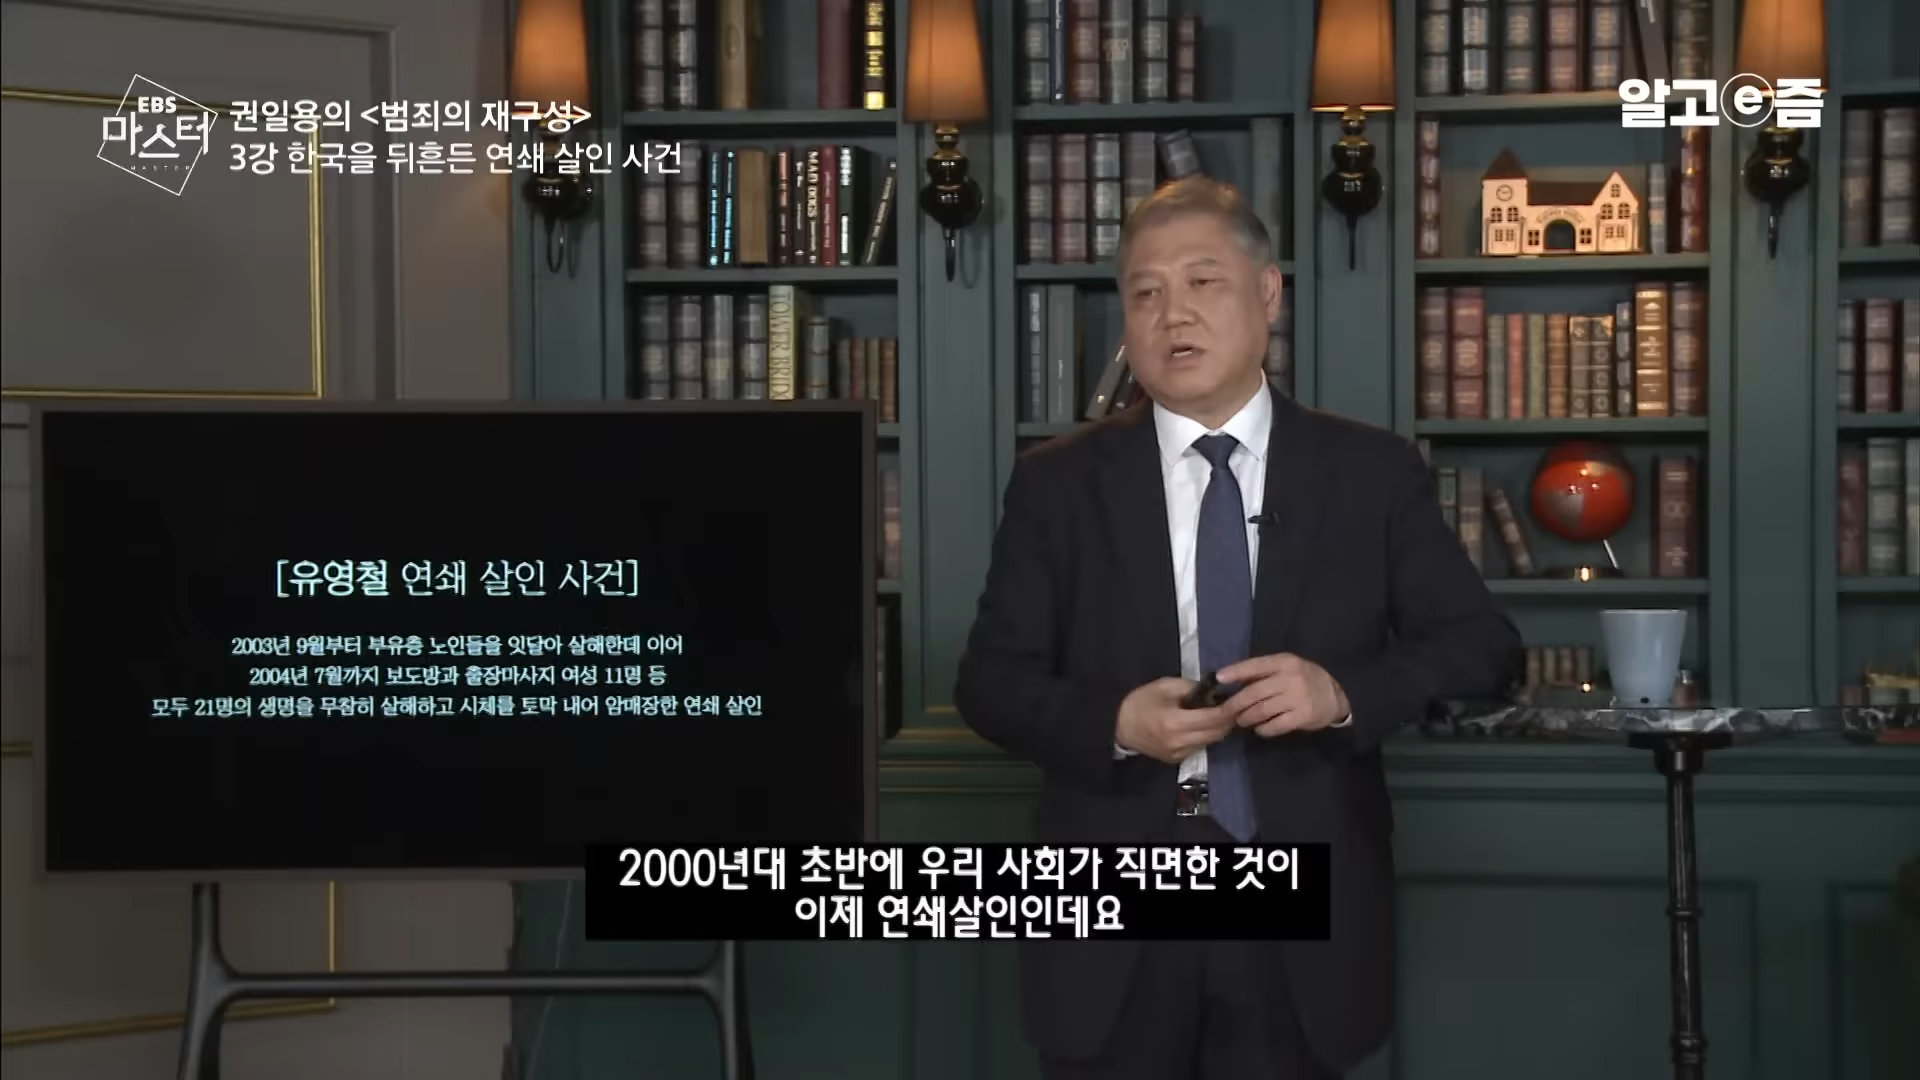 EBS
마스터
MASTER
권일용의 <범죄의 재구성>
3강 한국을 뒤흔든 연쇄 살인 사건
알고e즘
MAD DOGS
TOWER BRIDGE
[유영철 연쇄 살인 사건]
2003년 9월부터 부유층 노인들을 잇달아 살해한데 이어
2004년 7월까지 보도방과 출장마사지 여성 11명 등
모두 21명의 생명을 무참히 살해하고 시체를 토막 내어 암매장한 연쇄 살인
2000년대 초반에 우리 사회가 직면한 것이
이제 연쇄살인인데요